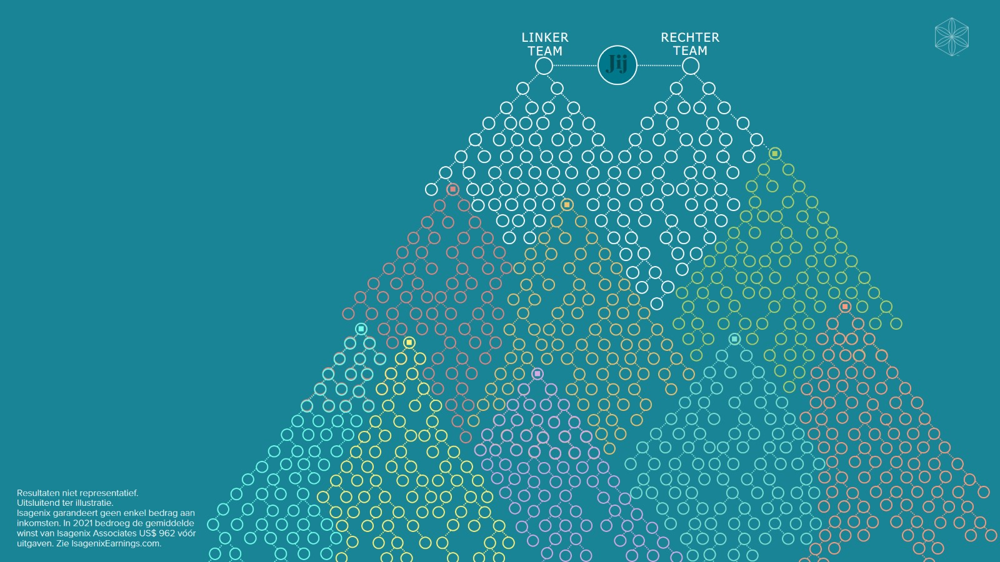 LINKER
TEAM
Jij
RECHTER
TEAM
Resultaten niet representatief.
Uitsluitend ter illustratie.
Isagenix garandeert geen enkel bedrag aan
inkomsten. In 2021 bedroeg de gemiddelde
winst van Isagenix Associates US$ 962 vóór
uitgaven. Zie IsagenixEarnings.com.